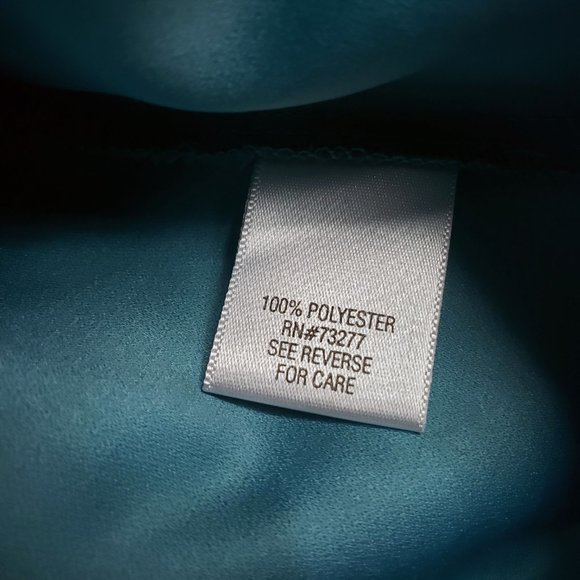 100% POLYESTER
RN#73277
SEE REVERSE
FOR CARE